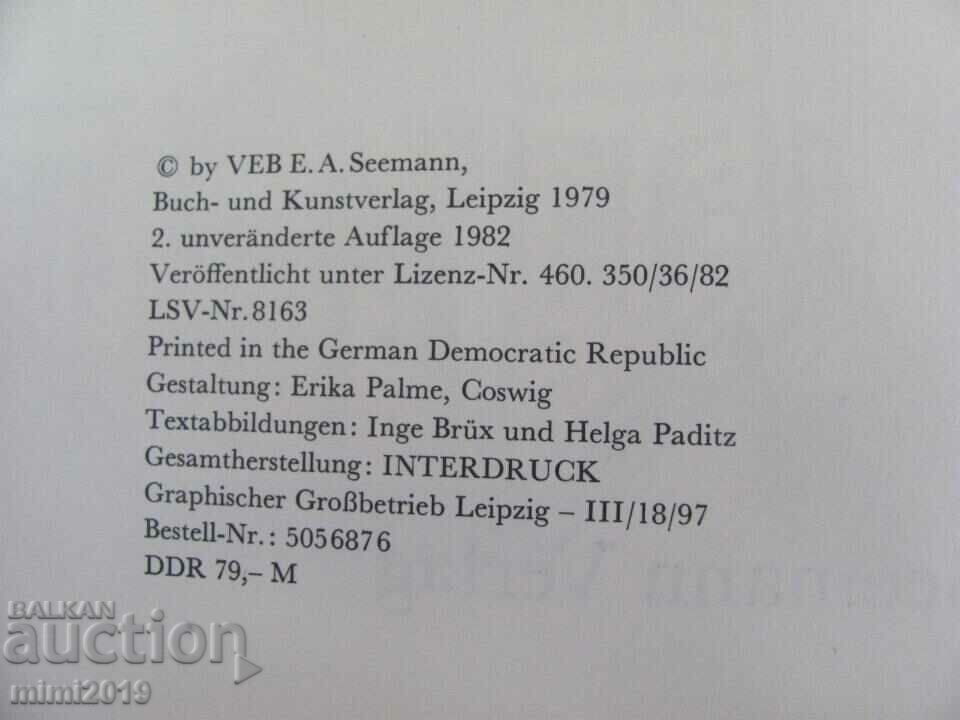 © by VEB E. A. Seemann,
Buch- und Kunstverlag, Leipzig 1979
2. unveränderte Auflage 1982
Veröffentlicht unter Lizenz-Nr. 460. 350/36/82
LSV-Nr. 8163
Printed in the German Democratic Republic
Gestaltung: Erika Palme, Coswig
Textabbildungen: Inge Brüx und Helga Paditz
Gesamtherstellung: INTERDRUCK
Graphischer Großbetrieb Leipzig – III/18/97
Bestell-Nr.: 5056876
DDR 79,– M
BALKAN
auction
mimi2019